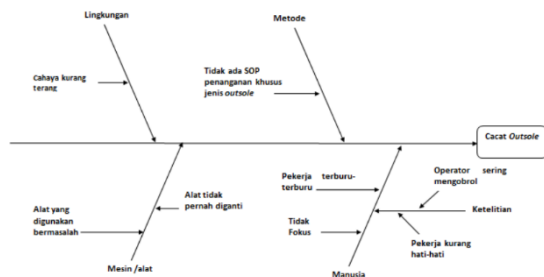 Lingkungan
Metode
Cahaya kurang
terang
Tidak ada SOP
penanganan khusus
jenis outsole
Cacat Outsole
Operator sering
mengobrol
Pekerja terburu-
terburu
Alat tidak
pernah diganti
Ketelitian
Alat yang
digunakan
bermasalah
Tidak
Fokus
Pekerja kurang
hati-hati
Mesin /alat
Manusia